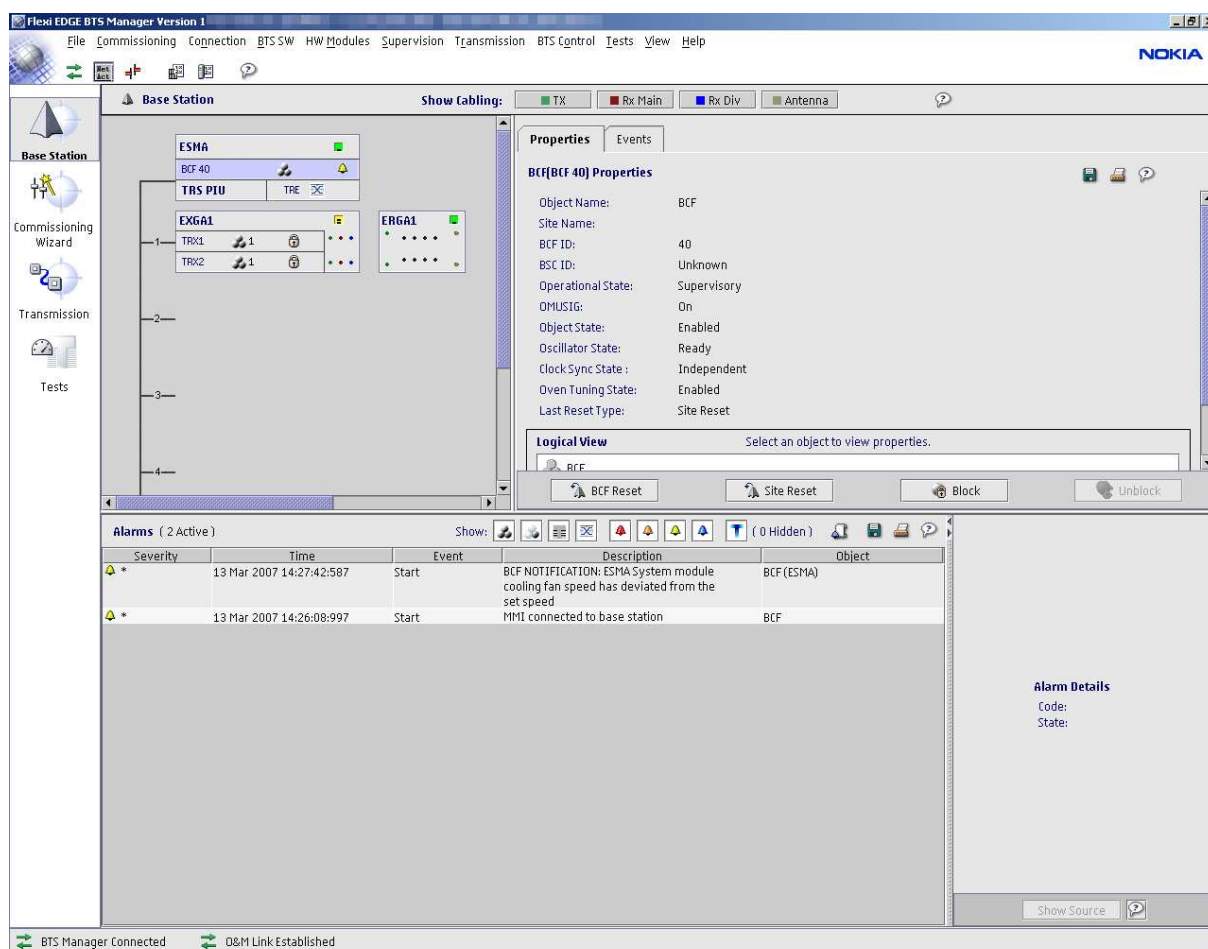 Flexi EDGE BTS Manager Version 1
File Commissioning Connection BTS SW HW Modules Supervision Transmission BTS Control Tests View Help
NOKIA
Net Act
Base Station Show Cabling: TX Rx Main Rx Div Antenna
Base Station
Commissioning Wizard
Transmission
Tests
ESMA
BCF 40
TRS PIU TRE
EXGA1 ERGA1
1 TRX1 1
TRX2 1
2
3
4
Properties Events
BCF(BCF 40) Properties
Object Name: BCF
Site Name:
BCF ID: 40
BSC ID: Unknown
Operational State: Supervisory
OMUSIG: On
Object State: Enabled
Oscillator State: Ready
Clock Sync State : Independent
Oven Tuning State: Enabled
Last Reset Type: Site Reset
Logical View Select an object to view properties.
BCF
BCF Reset Site Reset Block Unblock
Alarms ( 2 Active ) Show: ( 0 Hidden )
Severity Time Event Description Object
* 13 Mar 2007 14:27:42:587 Start BCF NOTIFICATION: ESMA System module BCF (ESMA)
cooling fan speed has deviated from the
set speed
* 13 Mar 2007 14:26:08:997 Start MMI connected to base station BCF
Alarm Details
Code:
State:
Show Source
BTS Manager Connected O&M Link Established